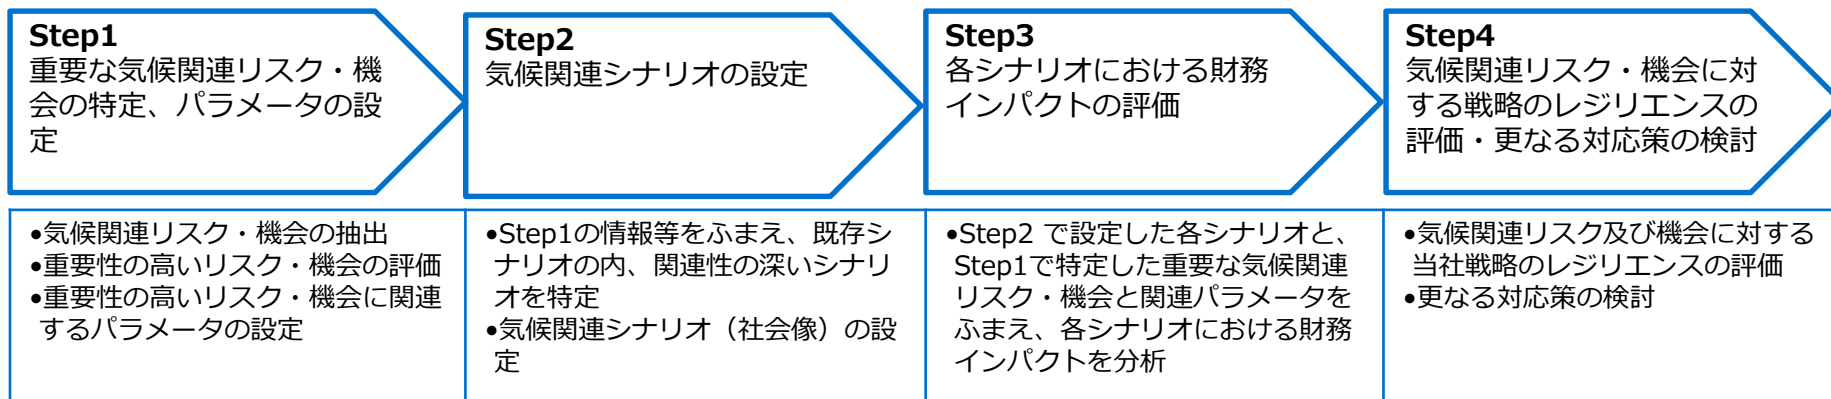 Step1
重要な気候関連リスク・機
会の特定、パラメータの設
定
Step2
気候関連シナリオの設定
Step3
各シナリオにおける財務
インパクトの評価
Step4
気候関連リスク・機会に対
する戦略のレジリエンスの
評価・更なる対応策の検討
•気候関連リスク・機会の抽出
•重要性の高いリスク・機会の評価
•重要性の高いリスク・機会に関連
するパラメータの設定
•Step1の情報等をふまえ、既存シ
ナリオの内、関連性の深いシナリ
オを特定
•気候関連シナリオ（社会像）の設
定
•Step2 で設定した各シナリオと、
Step1で特定した重要な気候関連
リスク・機会と関連パラメータを
ふまえ、各シナリオにおける財務
インパクトを分析
•気候関連リスク及び機会に対する
当社戦略のレジリエンスの評価
•更なる対応策の検討